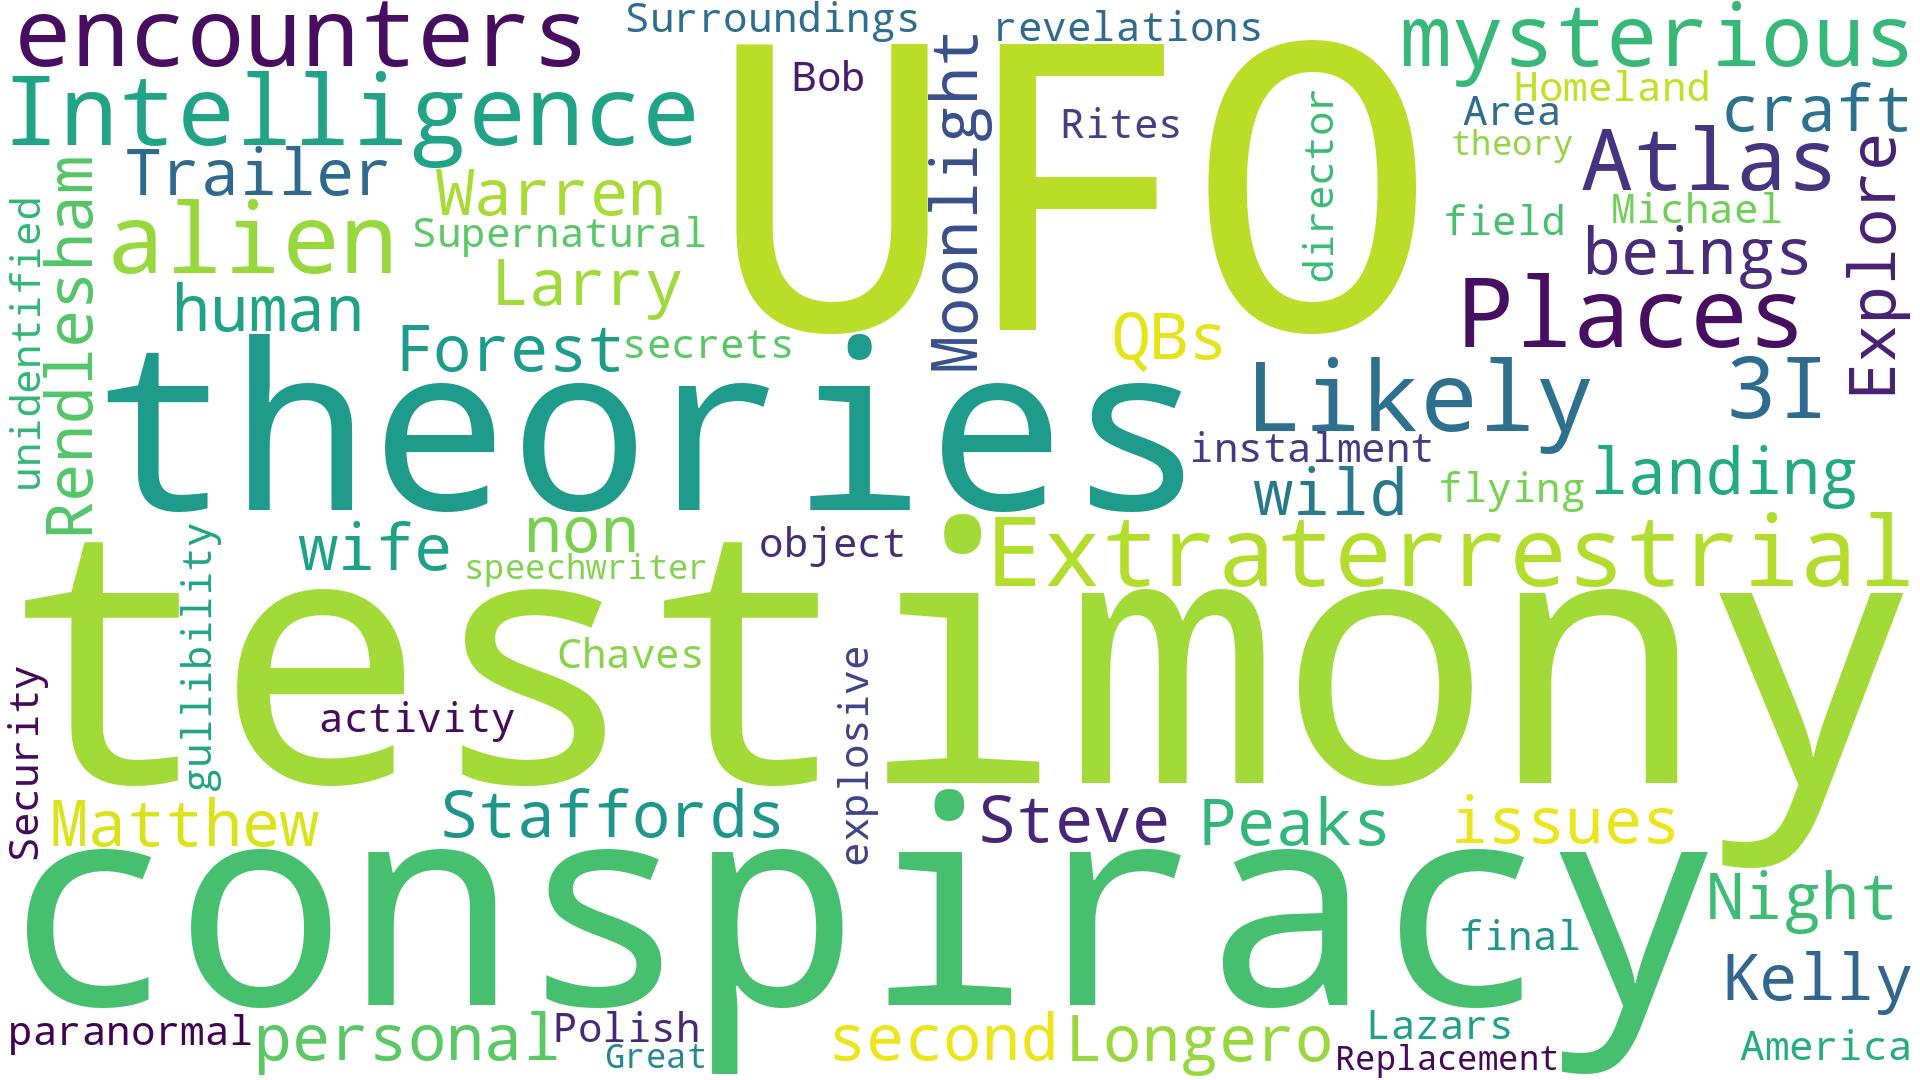 encounters
Surroundings
revelations
mysterious
Intelligence
UFO
Bob
Moonlight
Rites
director
Homeland
Area
craft
theory
Atlas
Explore
Trailer
Warren
alien
Supernatural
Larry
field
Michael
beings
unidentified
Rendlesham
human
Forest
secrets
QBs
Places
theories
Likely
3I
instalment
wild
flying
landing
wife
non
speechwriter
object
Extraterrestrial
testimony
gullibility
Chaves
activity
explosive
Security
Matthew
Staffords
Steve
Peaks
issues
conspiracy
Night
final
Kelly
paranormal
personal
Polish
Great
second
Longero
Lazars
Replacement
America